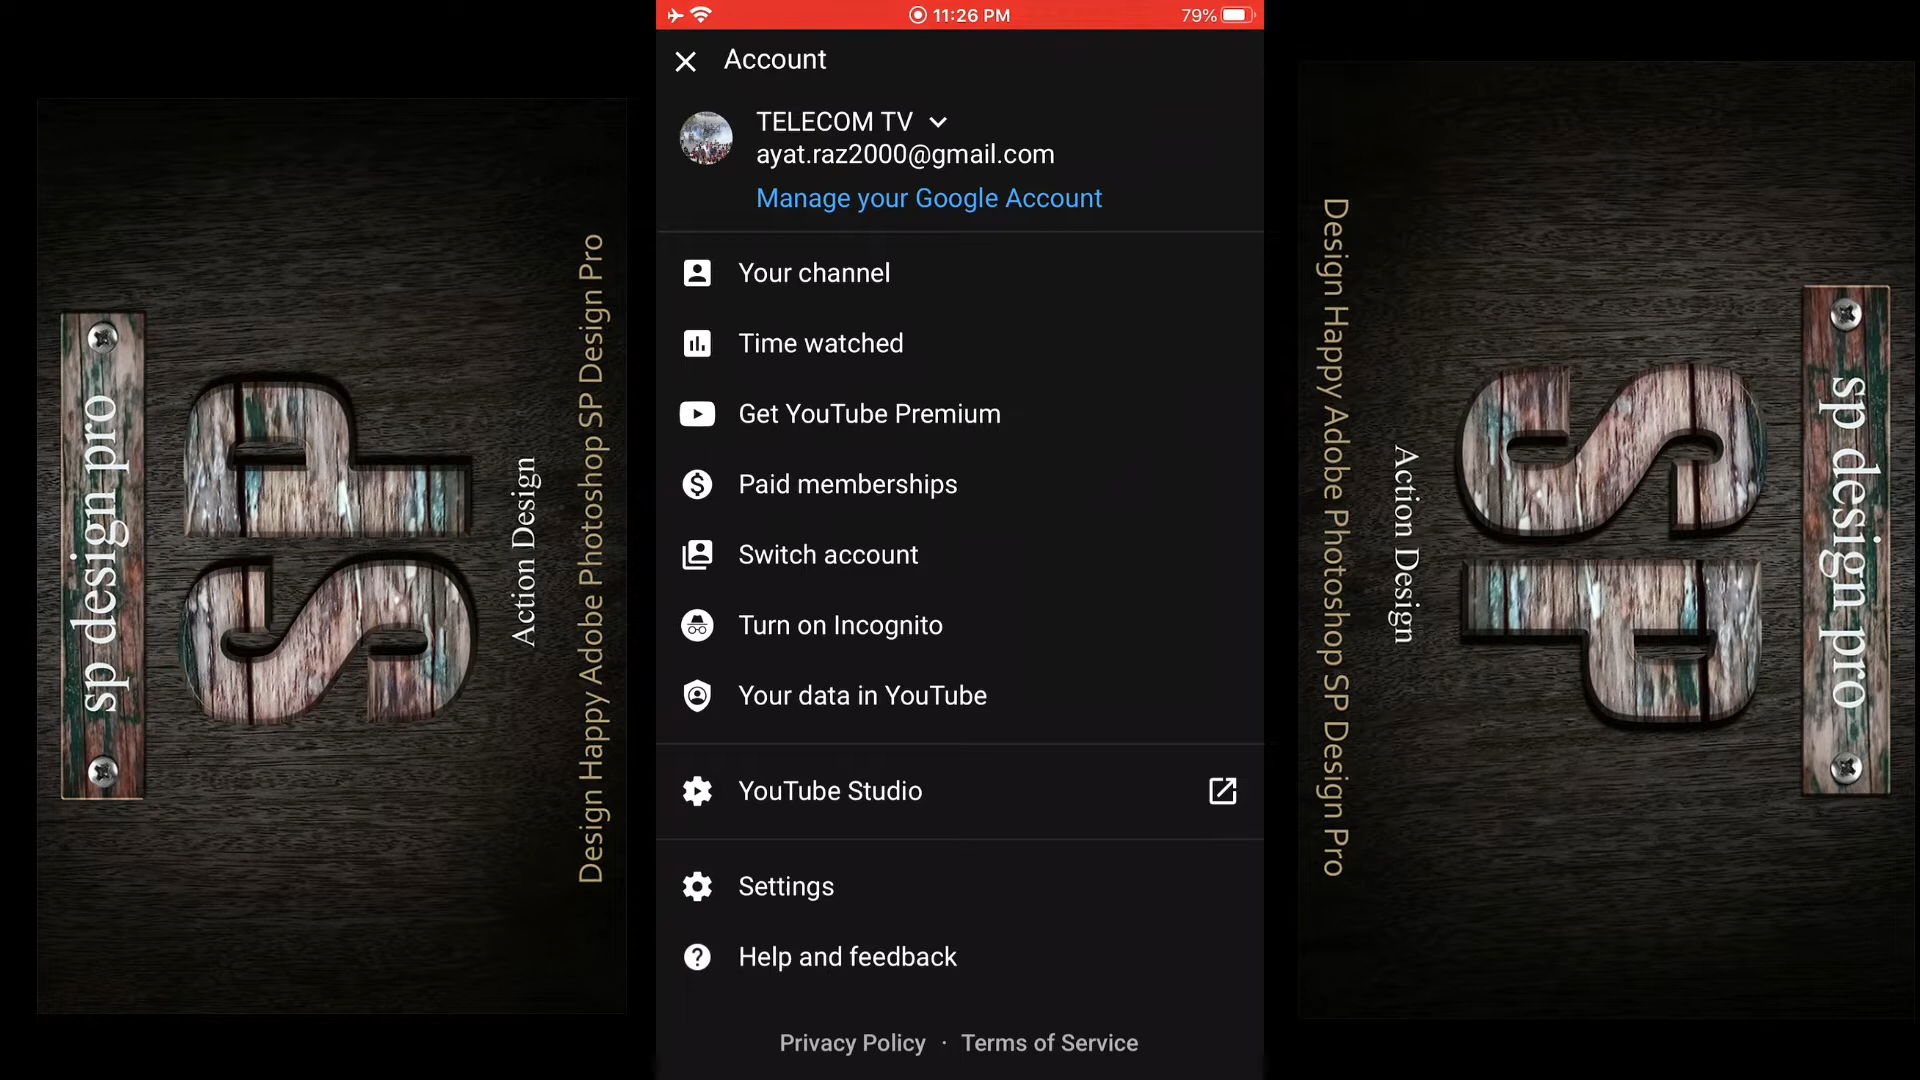 11:26 PM
79%
Account
TELECOM TV
ayat.raz2000@gmail.com
Manage your Google Account
Your channel
Time watched
Get YouTube Premium
Paid memberships
Switch account
Turn on Incognito
Your data in YouTube
YouTube Studio
Settings
Help and feedback
Privacy Policy · Terms of Service
sp design pro
SP
Action Design
Design Happy Adobe Photoshop SP Design Pro
sp design pro
SP
Action Design
Design Happy Adobe Photoshop SP Design Pro